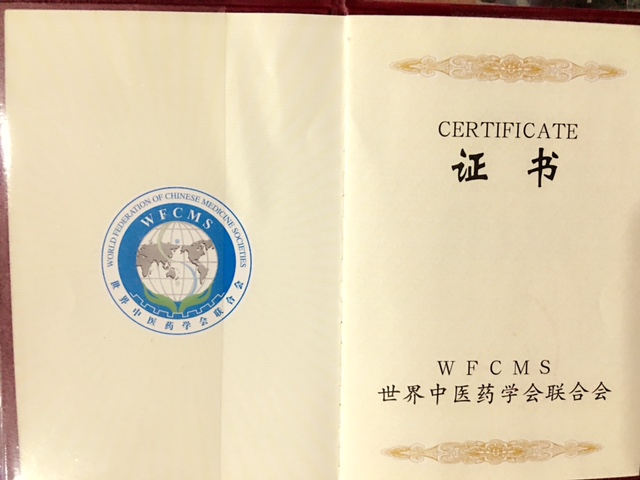 WORLD FEDERATION OF CHINESE MEDICINE SOCIETIES
WFCMS
世界中医药学会联合会
CERTIFICATE
证书
WFCMS
世界中医药学会联合会